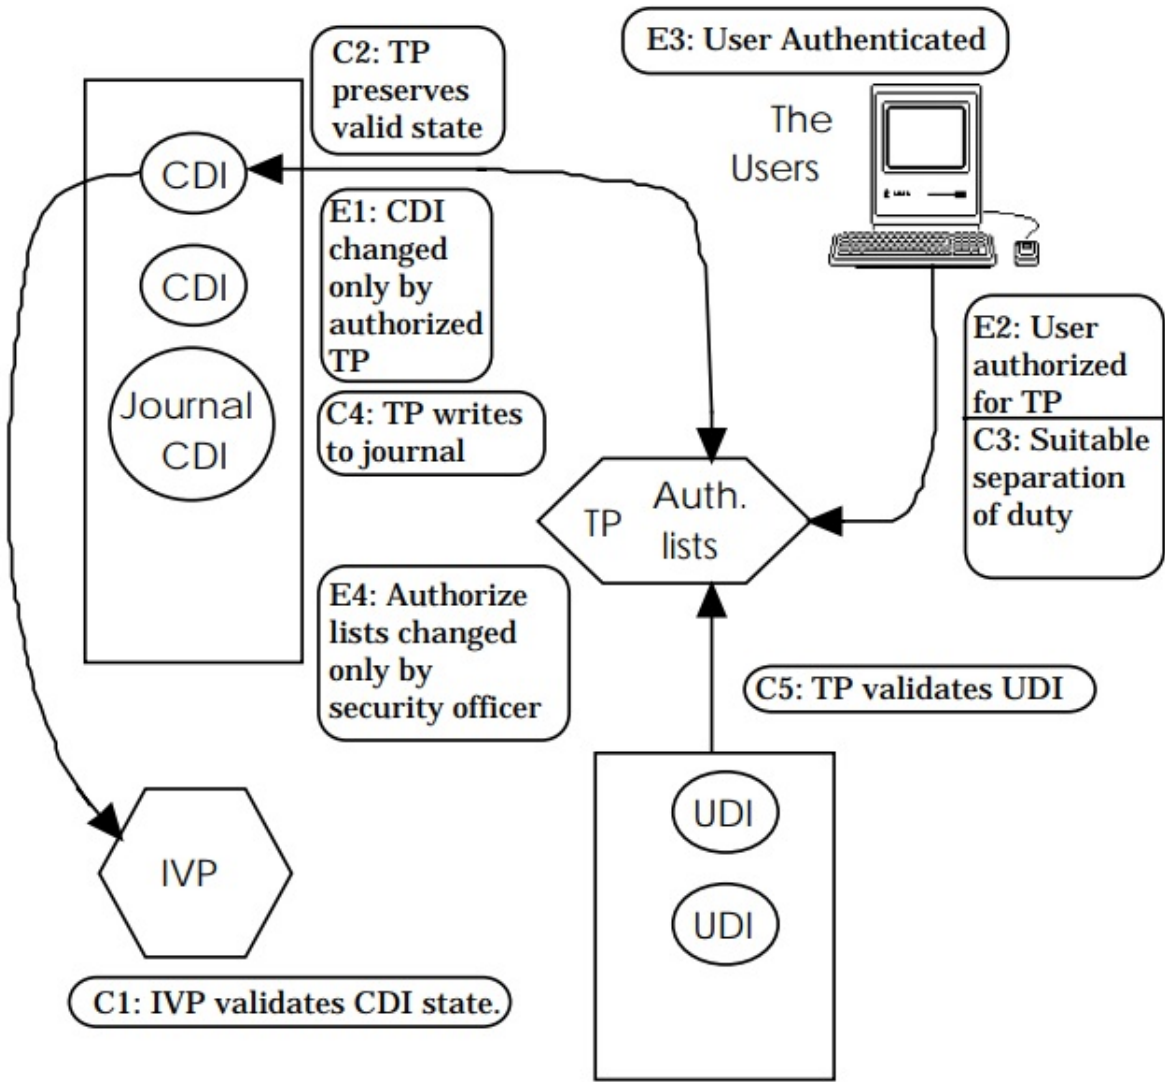 C2: TP
preserves
valid state
E3: User Authenticated
The
Users
CDI
E1: CDI
changed
only by
authorized
TP
CDI
Journal
CDI
C4: TP writes
to journal
E2: User
authorized
for TP
C3: Suitable
separation
of duty
TP
Auth.
lists
E4: Authorize
lists changed
only by
security officer
C5: TP validates UDI
UDI
UDI
IVP
C1: IVP validates CDI state.